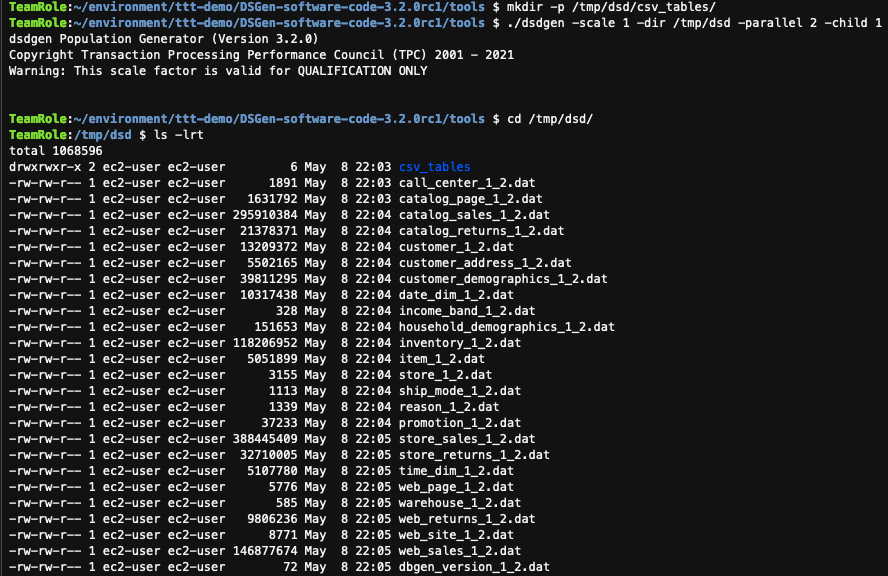 TeamRole:~/environment/ttt-demo/DSGen-software-code-3.2.0rc1/tools $ mkdir -p /tmp/dsd/csv_tables/
TeamRole:~/environment/ttt-demo/DSGen-software-code-3.2.0rc1/tools $ ./dsdgen -scale 1 -dir /tmp/dsd -parallel 2 -child 1
dsdgen Population Generator (Version 3.2.0)
Copyright Transaction Processing Performance Council (TPC) 2001 - 2021
Warning: This scale factor is valid for QUALIFICATION ONLY
TeamRole:~/environment/ttt-demo/DSGen-software-code-3.2.0rc1/tools $ cd /tmp/dsd/
TeamRole:/tmp/dsd $ ls -lrt
total 1068596
drwxrwxr-x 2 ec2-user ec2-user         6 May  8 22:03 csv_tables
-rw-rw-r-- 1 ec2-user ec2-user      1891 May  8 22:03 call_center_1_2.dat
-rw-rw-r-- 1 ec2-user ec2-user   1631792 May  8 22:03 catalog_page_1_2.dat
-rw-rw-r-- 1 ec2-user ec2-user 295910384 May  8 22:04 catalog_sales_1_2.dat
-rw-rw-r-- 1 ec2-user ec2-user  21378371 May  8 22:04 catalog_returns_1_2.dat
-rw-rw-r-- 1 ec2-user ec2-user  13209372 May  8 22:04 customer_1_2.dat
-rw-rw-r-- 1 ec2-user ec2-user   5502165 May  8 22:04 customer_address_1_2.dat
-rw-rw-r-- 1 ec2-user ec2-user  39811295 May  8 22:04 customer_demographics_1_2.dat
-rw-rw-r-- 1 ec2-user ec2-user  10317438 May  8 22:04 date_dim_1_2.dat
-rw-rw-r-- 1 ec2-user ec2-user       328 May  8 22:04 income_band_1_2.dat
-rw-rw-r-- 1 ec2-user ec2-user    151653 May  8 22:04 household_demographics_1_2.dat
-rw-rw-r-- 1 ec2-user ec2-user 118206952 May  8 22:04 inventory_1_2.dat
-rw-rw-r-- 1 ec2-user ec2-user   5051899 May  8 22:04 item_1_2.dat
-rw-rw-r-- 1 ec2-user ec2-user      3155 May  8 22:04 store_1_2.dat
-rw-rw-r-- 1 ec2-user ec2-user      1113 May  8 22:04 ship_mode_1_2.dat
-rw-rw-r-- 1 ec2-user ec2-user      1339 May  8 22:04 reason_1_2.dat
-rw-rw-r-- 1 ec2-user ec2-user     37233 May  8 22:04 promotion_1_2.dat
-rw-rw-r-- 1 ec2-user ec2-user 388445409 May  8 22:05 store_sales_1_2.dat
-rw-rw-r-- 1 ec2-user ec2-user  32710005 May  8 22:05 store_returns_1_2.dat
-rw-rw-r-- 1 ec2-user ec2-user   5107780 May  8 22:05 time_dim_1_2.dat
-rw-rw-r-- 1 ec2-user ec2-user      5776 May  8 22:05 web_page_1_2.dat
-rw-rw-r-- 1 ec2-user ec2-user       585 May  8 22:05 warehouse_1_2.dat
-rw-rw-r-- 1 ec2-user ec2-user   9806236 May  8 22:05 web_returns_1_2.dat
-rw-rw-r-- 1 ec2-user ec2-user      8771 May  8 22:05 web_site_1_2.dat
-rw-rw-r-- 1 ec2-user ec2-user 146877674 May  8 22:05 web_sales_1_2.dat
-rw-rw-r-- 1 ec2-user ec2-user        72 May  8 22:05 dbgen_version_1_2.dat